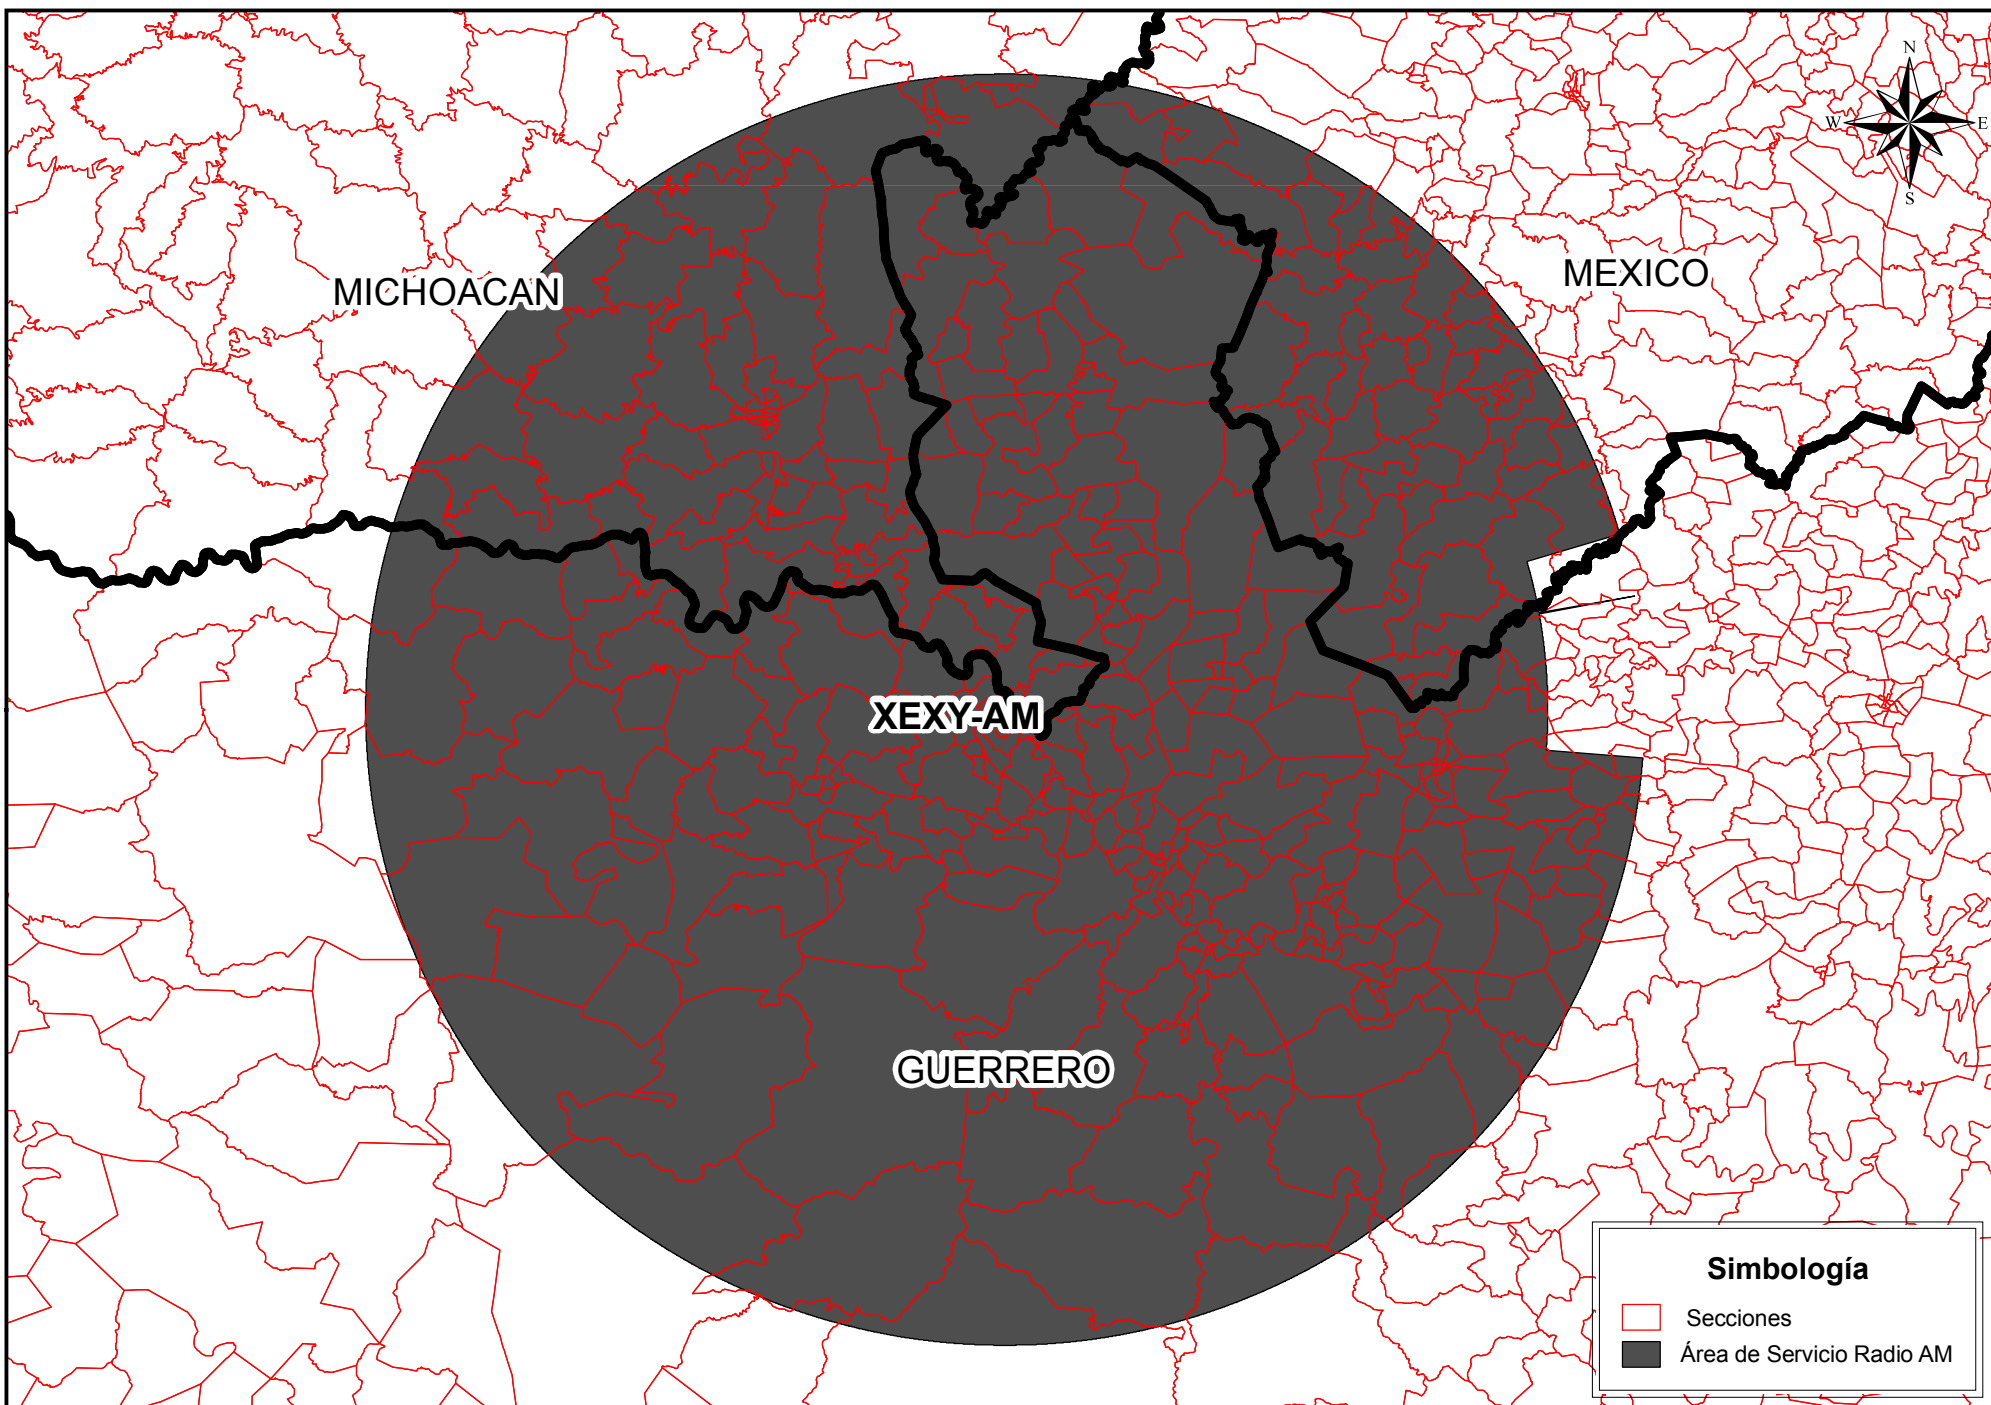 N
W
E
S
MICHOACAN
MEXICO
XEXY-AM
GUERRERO
Simbología
Secciones
Área de Servicio Radio AM